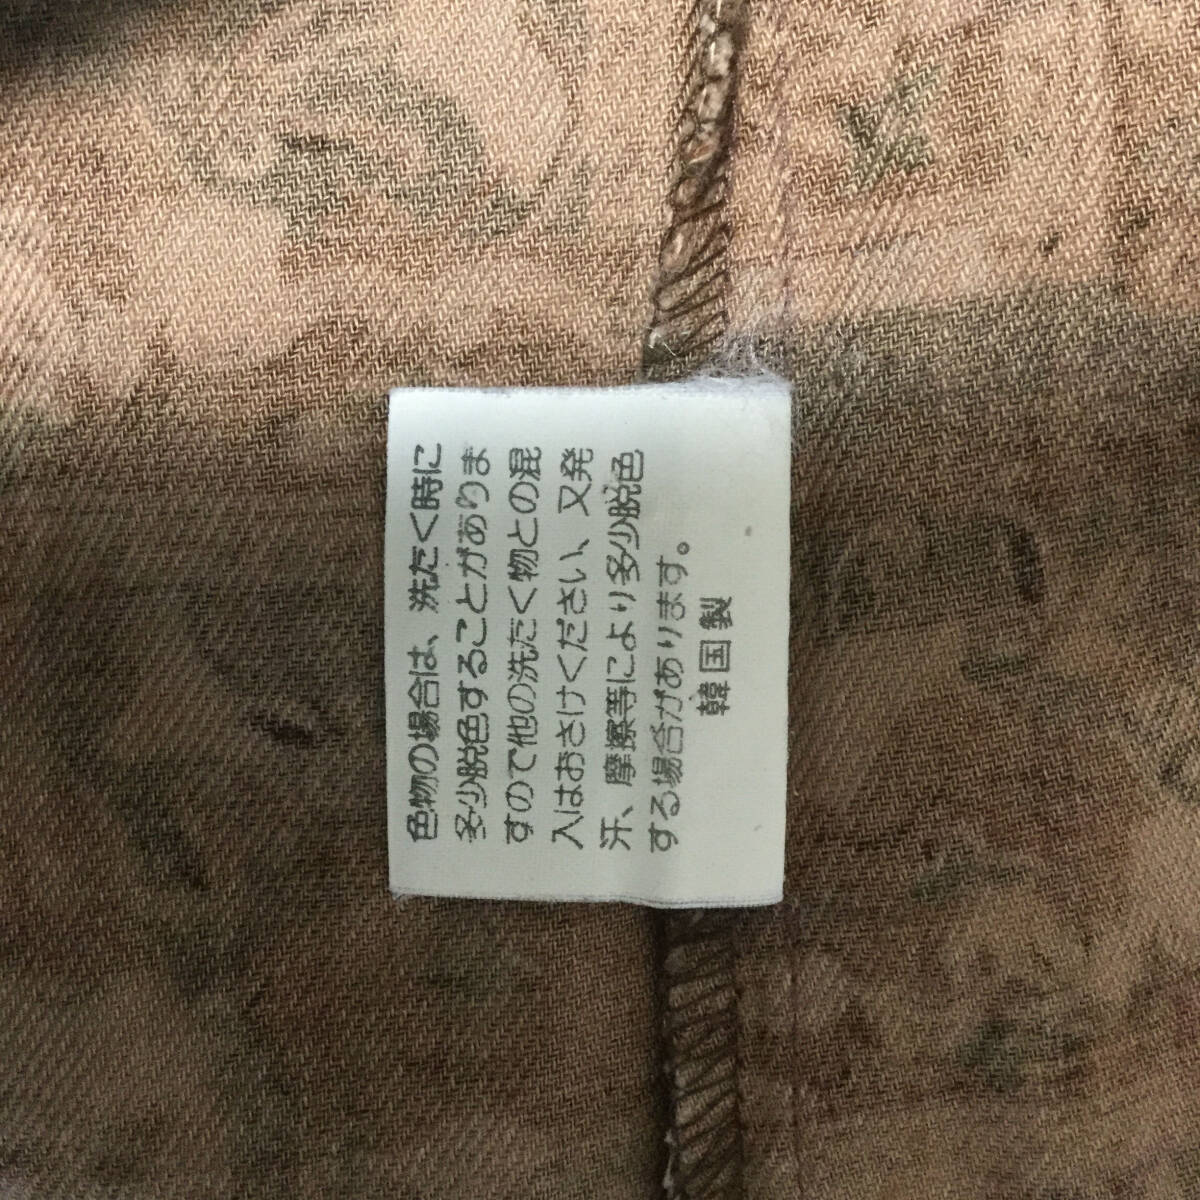 色物の場合は、洗たく時に
多少脱色することがありま
すので他の洗たく物との混
入はおさけください、又発
汗、摩擦等により多少脱色
する場合があります。
韓国製